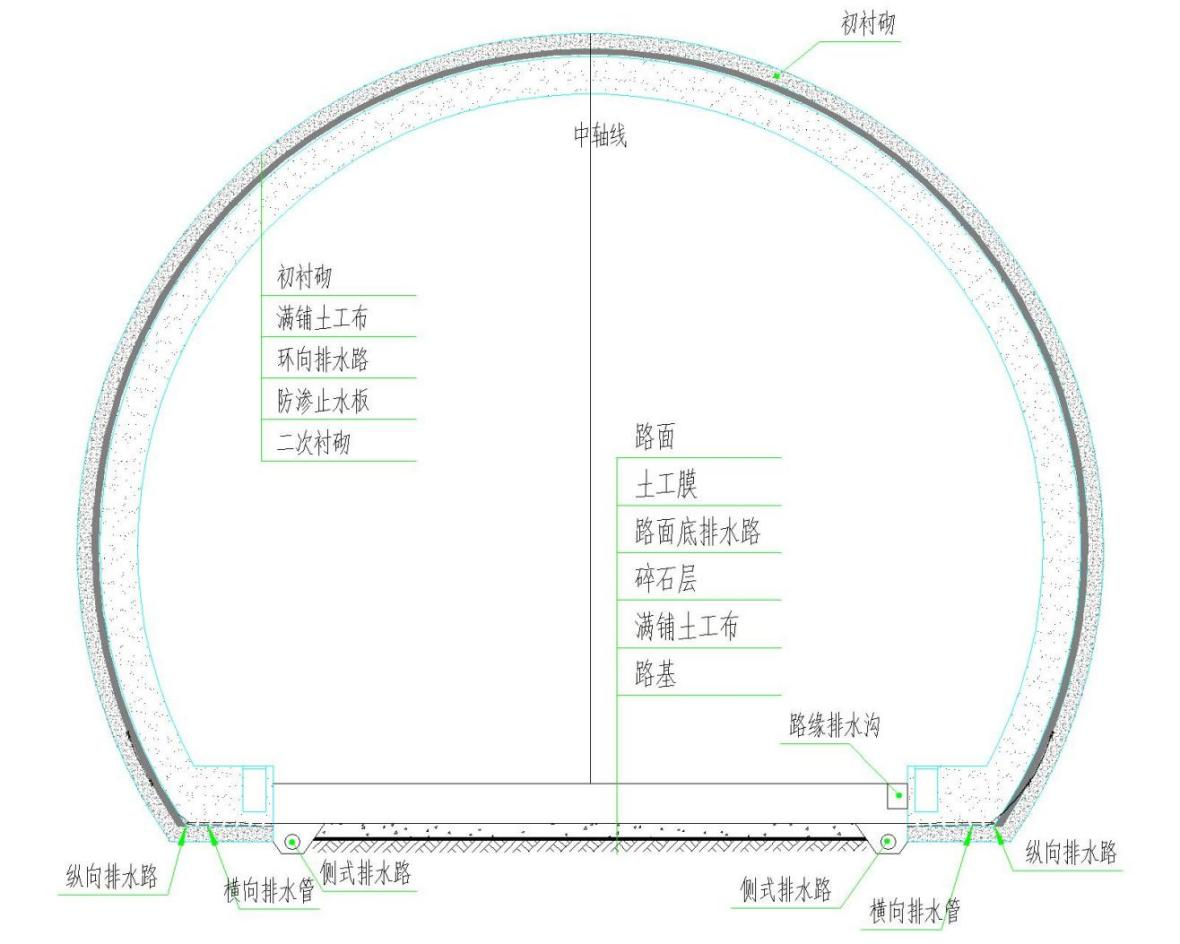 初衬砌
中轴线
初衬砌
满铺土工布
环向排水路
防渗止水板
二次衬砌
路面
土工膜
路面底排水路
碎石层
满铺土工布
路基
路缘排水沟
纵向排水路
横向排水管
侧式排水路
侧式排水路
横向排水管
纵向排水路